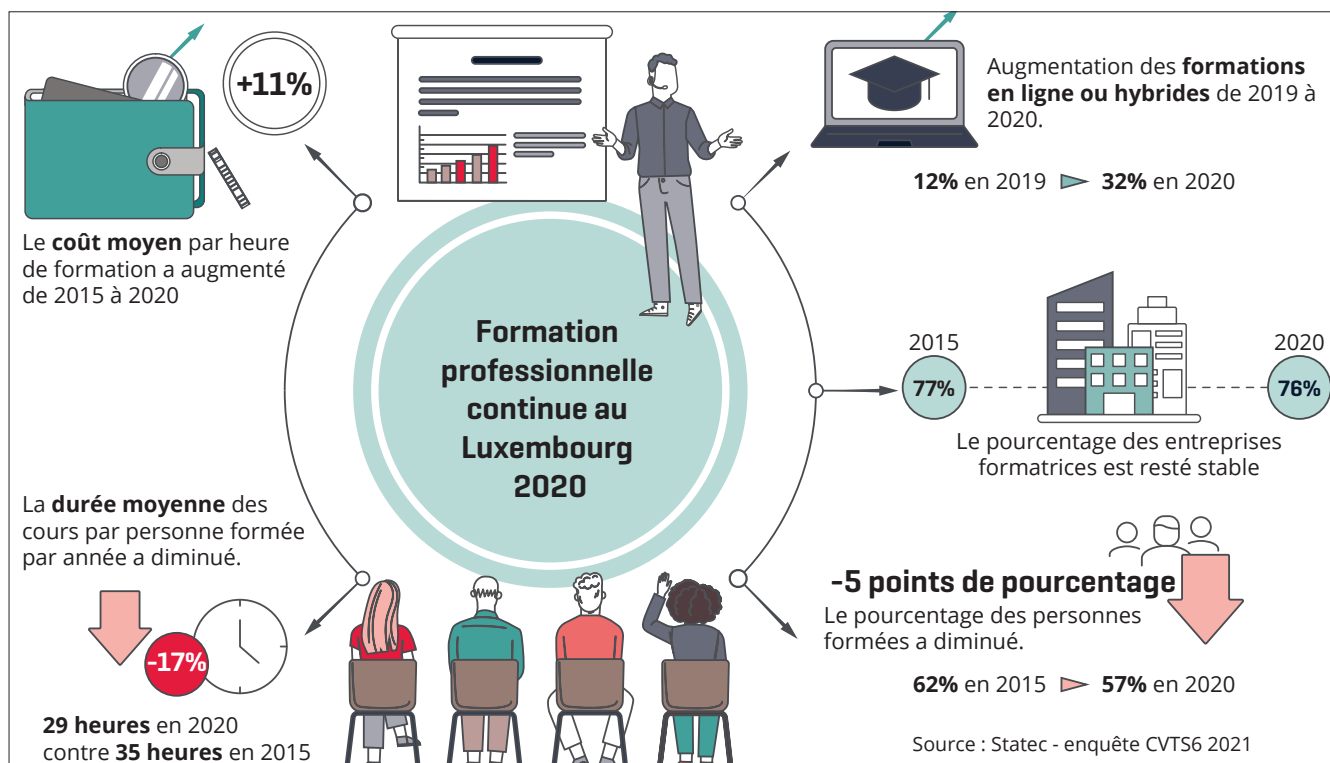 +11%
Le coût moyen par heure
de formation a augmenté
de 2015 à 2020
Augmentation des formations
en ligne ou hybrides de 2019 à
2020.
12% en 2019 32% en 2020
Formation
professionnelle
continue au
Luxembourg
2020
2015
77%
2020
76%
Le pourcentage des entreprises
formatrices est resté stable
La durée moyenne des
cours par personne formée
par année a diminué.
-17%
29 heures en 2020
contre 35 heures en 2015
-5 points de pourcentage
Le pourcentage des personnes
formées a diminué.
62% en 2015 57% en 2020
Source : Statec - enquête CVTS6 2021